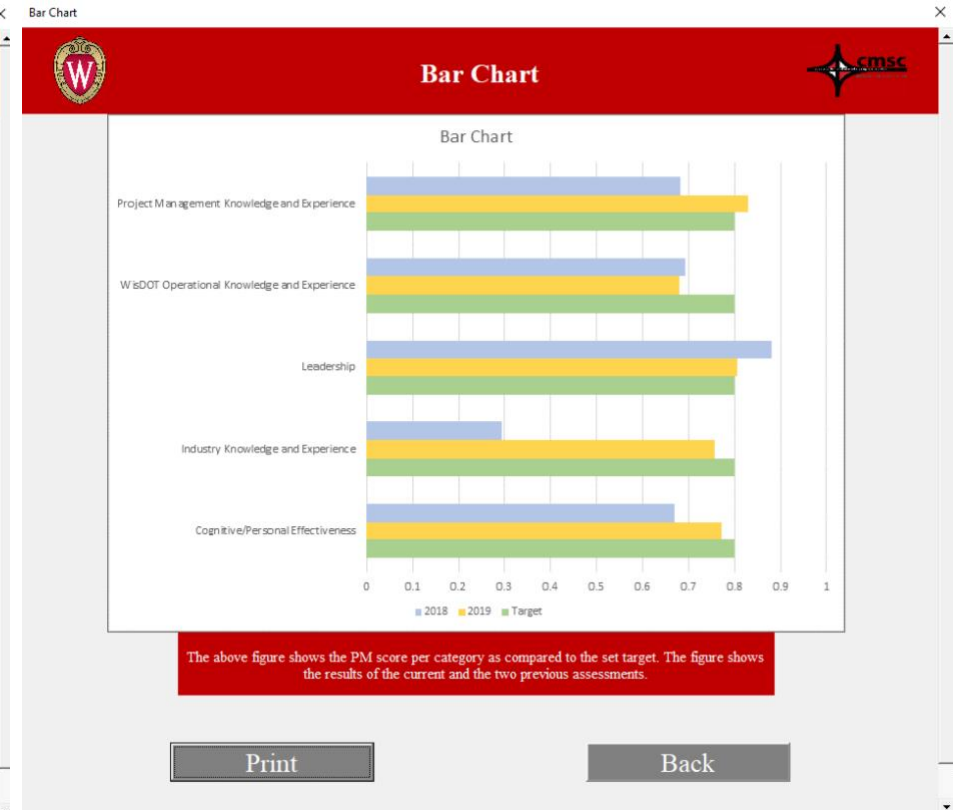 Bar Chart
Bar Chart
W
cmsc
Bar Chart
Project Management Knowledge and Experience
WisDOT Operational Knowledge and Experience
Leadership
Industry Knowledge and Experience
Cognitive/Personal Effectiveness
0 0.1 0.2 0.3 0.4 0.5 0.6 0.7 0.8 0.9 1
2018 2019 Target
The above figure shows the PM score per category as compared to the set target. The figure shows
the results of the current and the two previous assessments.
Print Back